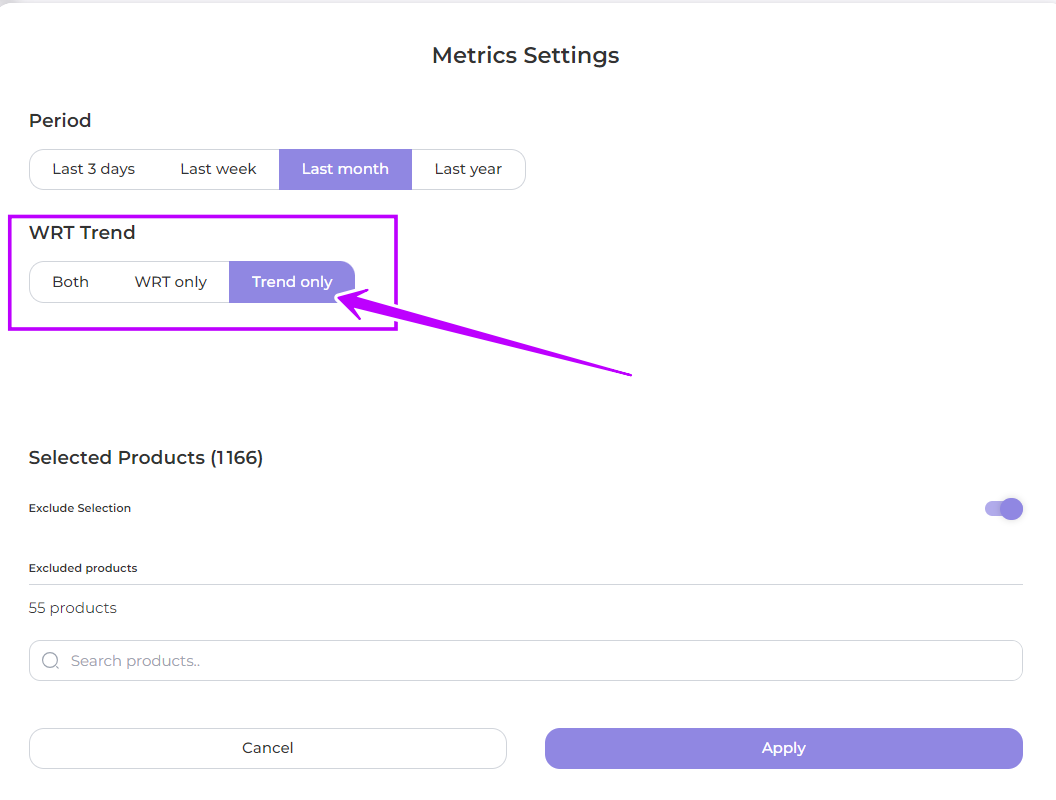 Metrics Settings
Period
Last 3 days Last week Last month Last year
WRT Trend
Both WRT only Trend only
Selected Products (1166)
Exclude Selection
Excluded products
55 products
Search products..
Cancel Apply